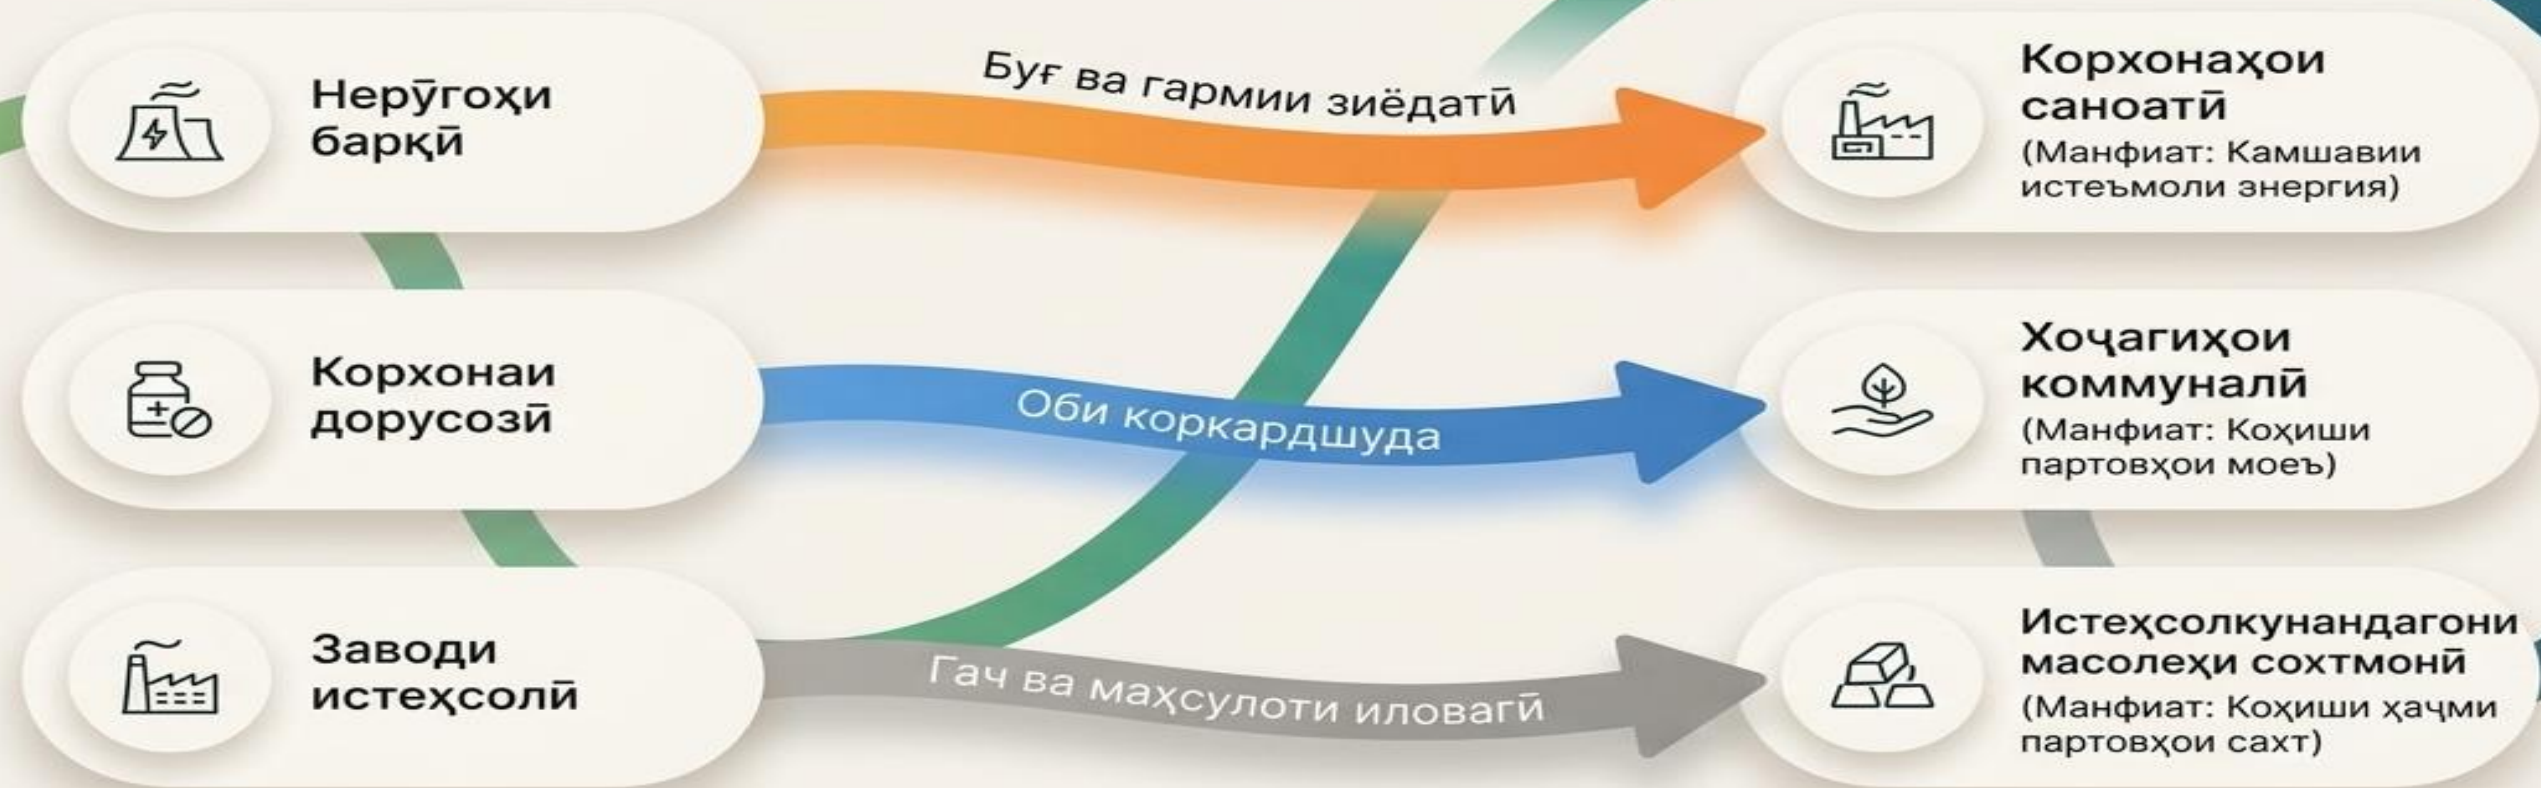 Нерӯгоҳи
барқӣ
Буғ ва гармии зиёдатӣ
Корхонаҳои
саноатӣ
(Манфиат: Камшавии
истеъмоли энергия)
Корхонаи
дорусозӣ
Оби коркардшуда
Хоҷагиҳои
коммуналӣ
(Манфиат: Коҳиши
партовҳои моеъ)
Заводи
истеҳсолӣ
Гач ва маҳсулоти иловагӣ
Истеҳсолкунандагони
масолеҳи сохтмонӣ
(Манфиат: Коҳиши ҳаҷми
партовҳои сахт)